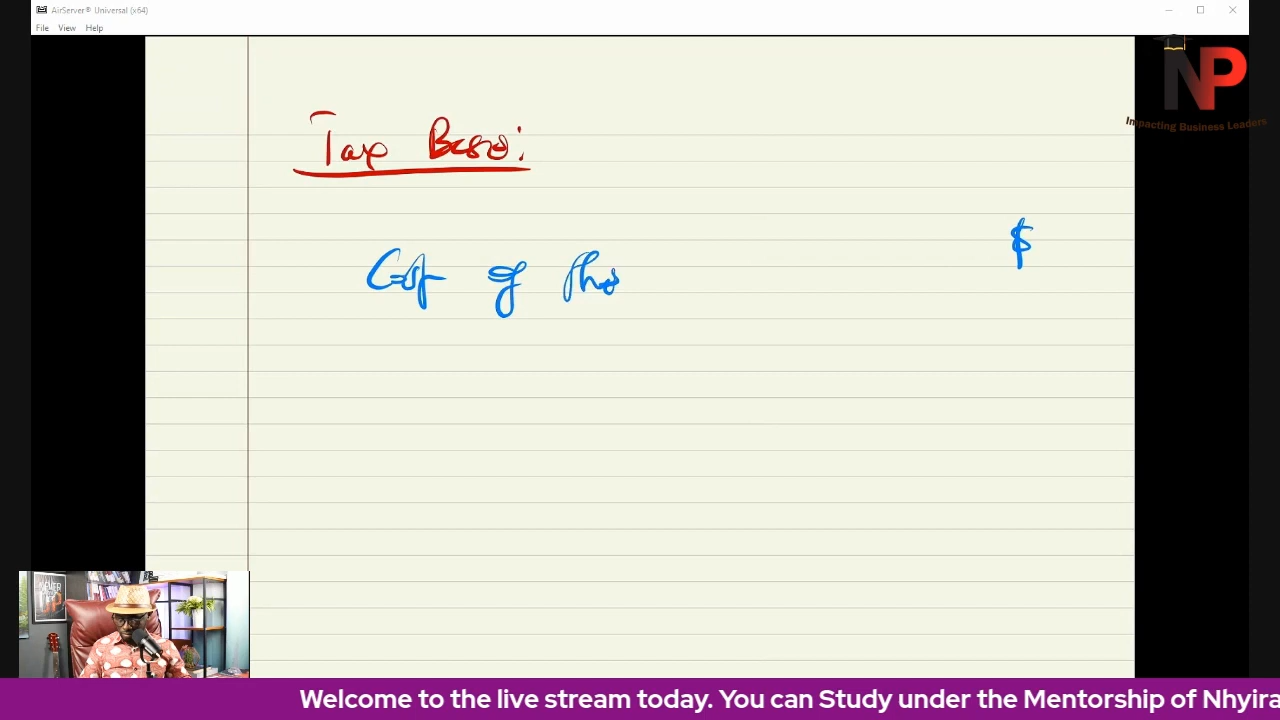 AirServer® Universal (x64)
File View Help
NP
Impacting Business Leaders
Tax Base:
$
Cost of
Welcome to the live stream today. You can Study under the Mentorship of Nhyira